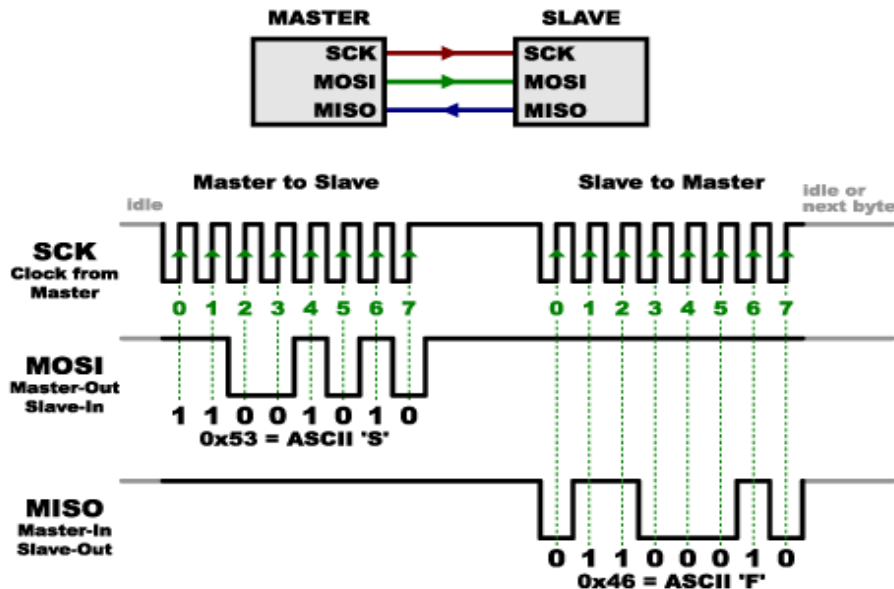 MASTER SLAVE
SCK SCK
MOSI MOSI
MISO MISO
Master to Slave Slave to Master
idle idle or
next byte
SCK
Clock from
Master
0 1 2 3 4 5 6 7 0 1 2 3 4 5 6 7
MOSI
Master-Out
Slave-In
1 1 0 0 1 0 1 0
0x53 = ASCII 'S'
MISO
Master-In
Slave-Out
0 1 1 0 0 0 1 0
0x46 = ASCII 'F'